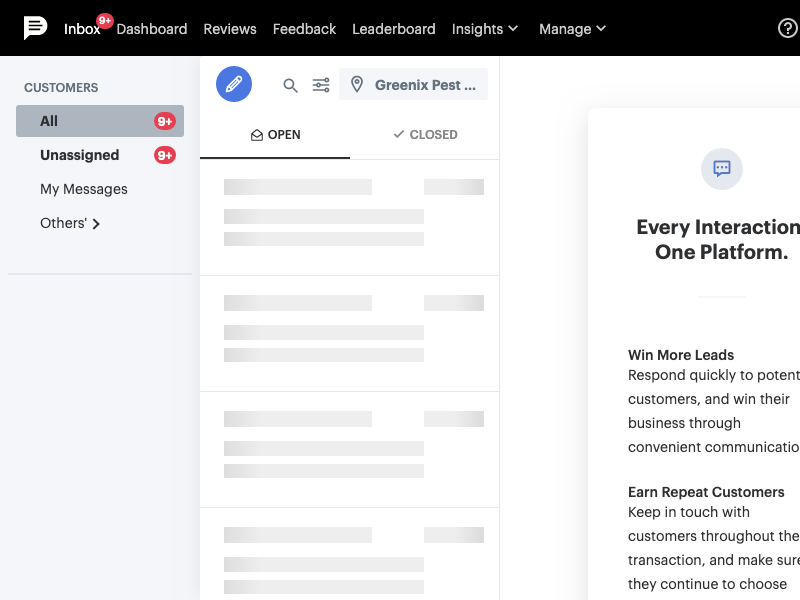 Inbox 9+ Dashboard Reviews Feedback Leaderboard Insights Manage
CUSTOMERS
All 9+
Unassigned 9+
My Messages
Others'
Greenix Pest ...
OPEN CLOSED
Every Interaction
One Platform.
Win More Leads
Respond quickly to potent
customers, and win their
business through
convenient communicatio
Earn Repeat Customers
Keep in touch with
customers throughout the
transaction, and make sure
they continue to choose